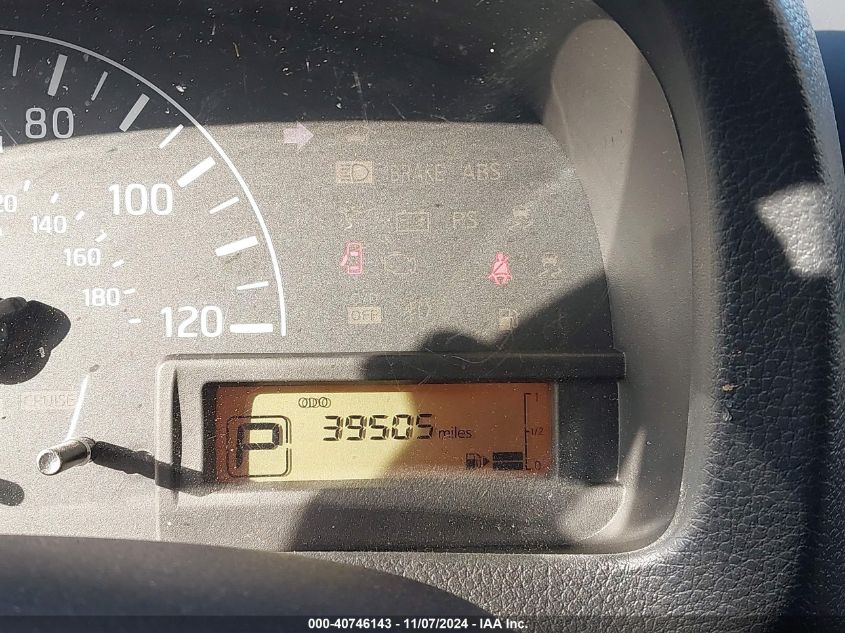 80
100
120
140
160
180
120
BRAKE ABS
PS
OFF
CRUISE
ODO
P
39505 miles
1
1/2
0
000-40746143 - 11/07/2024 - IAA Inc.